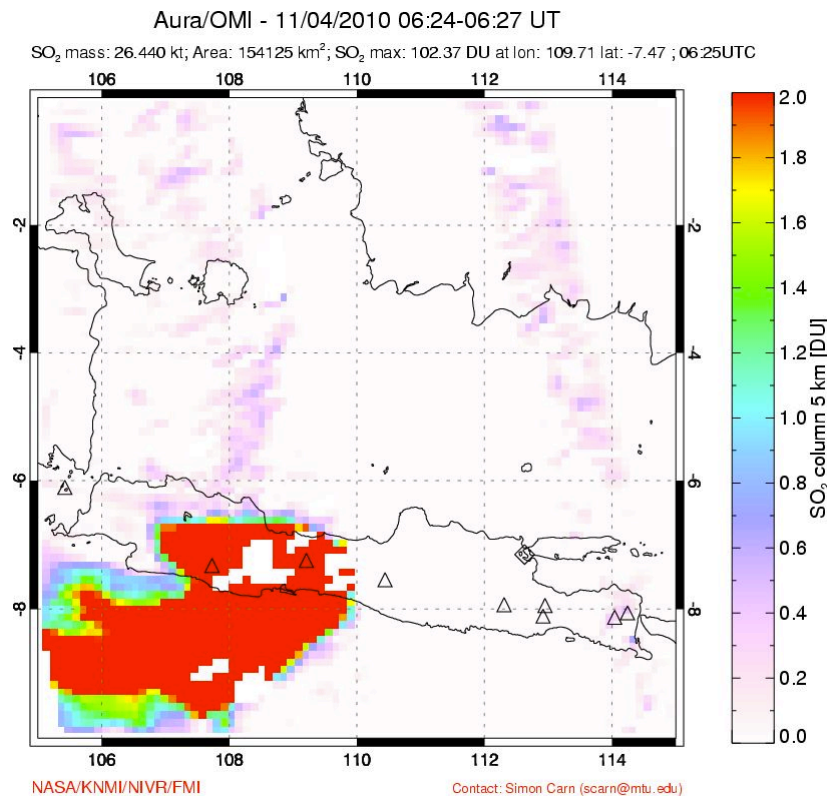 Aura/OMI - 11/04/2010 06:24-06:27 UT
SO₂ mass: 26.440 kt; Area: 154125 km²; SO₂ max: 102.37 DU at lon: 109.71 lat: -7.47 ; 06:25UTC
106 108 110 112 114
2.0
1.8
1.6
1.4
1.2
1.0
0.8
0.6
0.4
0.2
0.0
SO₂ column 5 km [DU]
-2 -2
-4 -4
-6 -6
-8 -8
106 108 110 112 114
NASA/KNMI/NIVR/FMI
Contact: Simon Carn (scarn@mtu.edu)